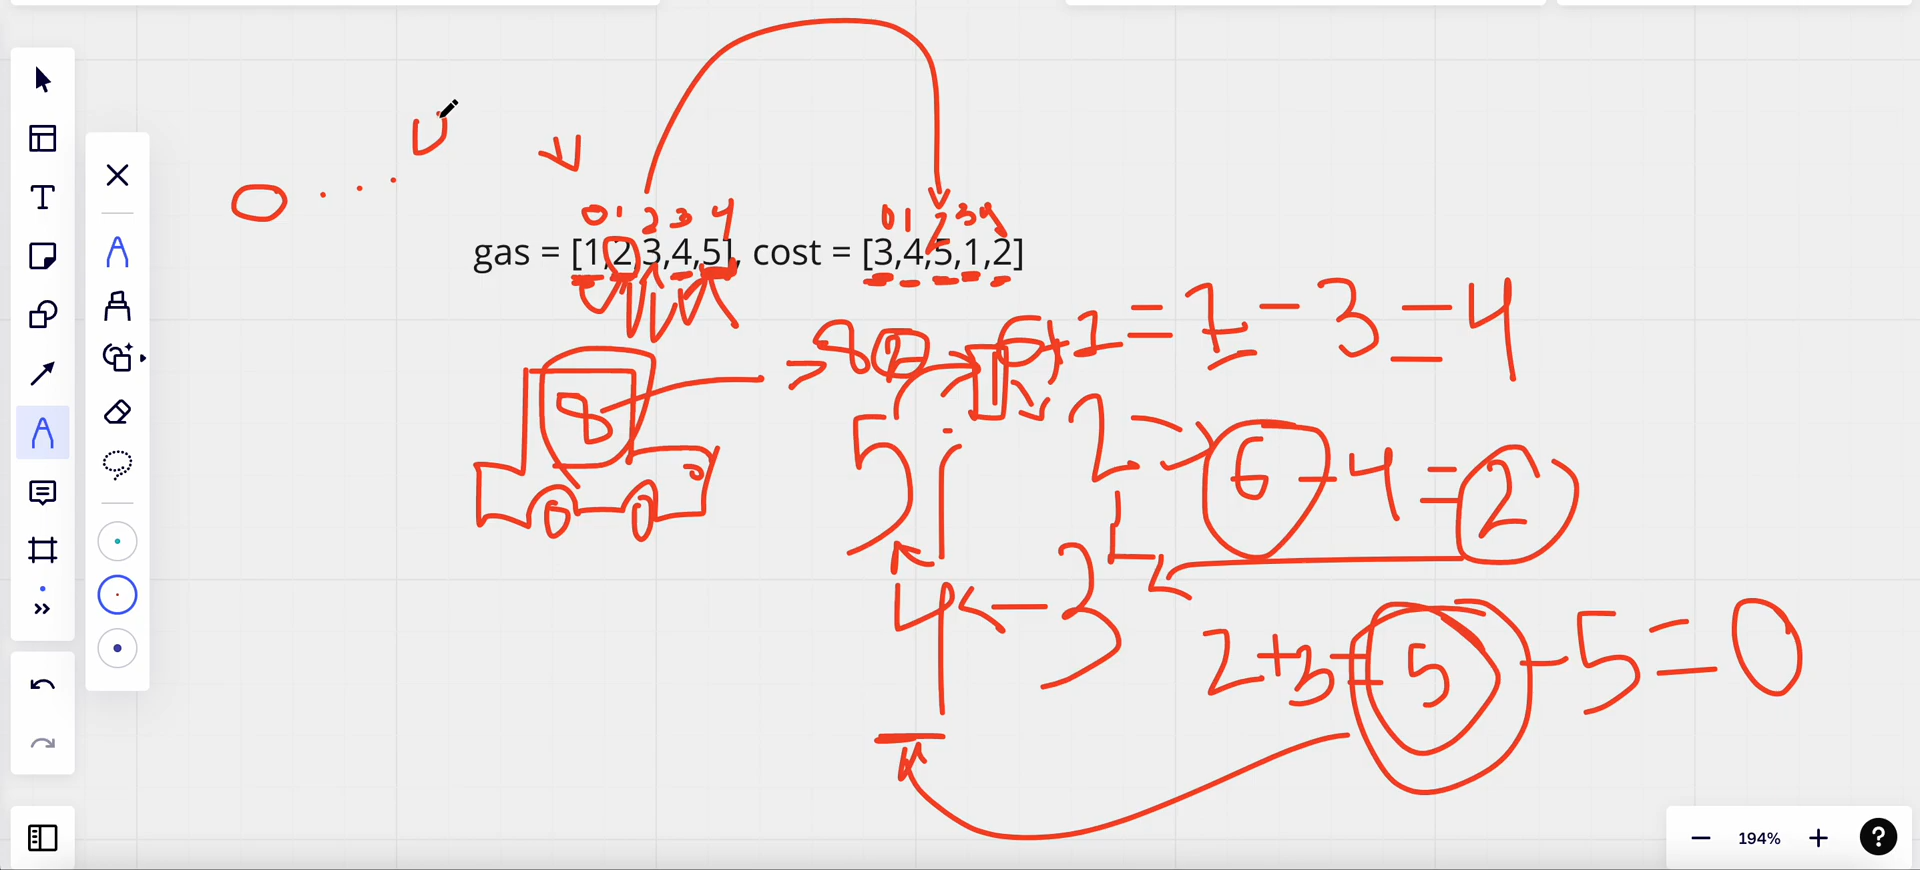 0 1 2 3 4 0 1 2 3 4
gas = [1,2,3,4,5], cost = [3,4,5,1,2]
8 2 6+1 = 7 - 3 = 4
8
5 2 6 - 4 = 2
4 3
2+3=5 - 5 = 0
194%